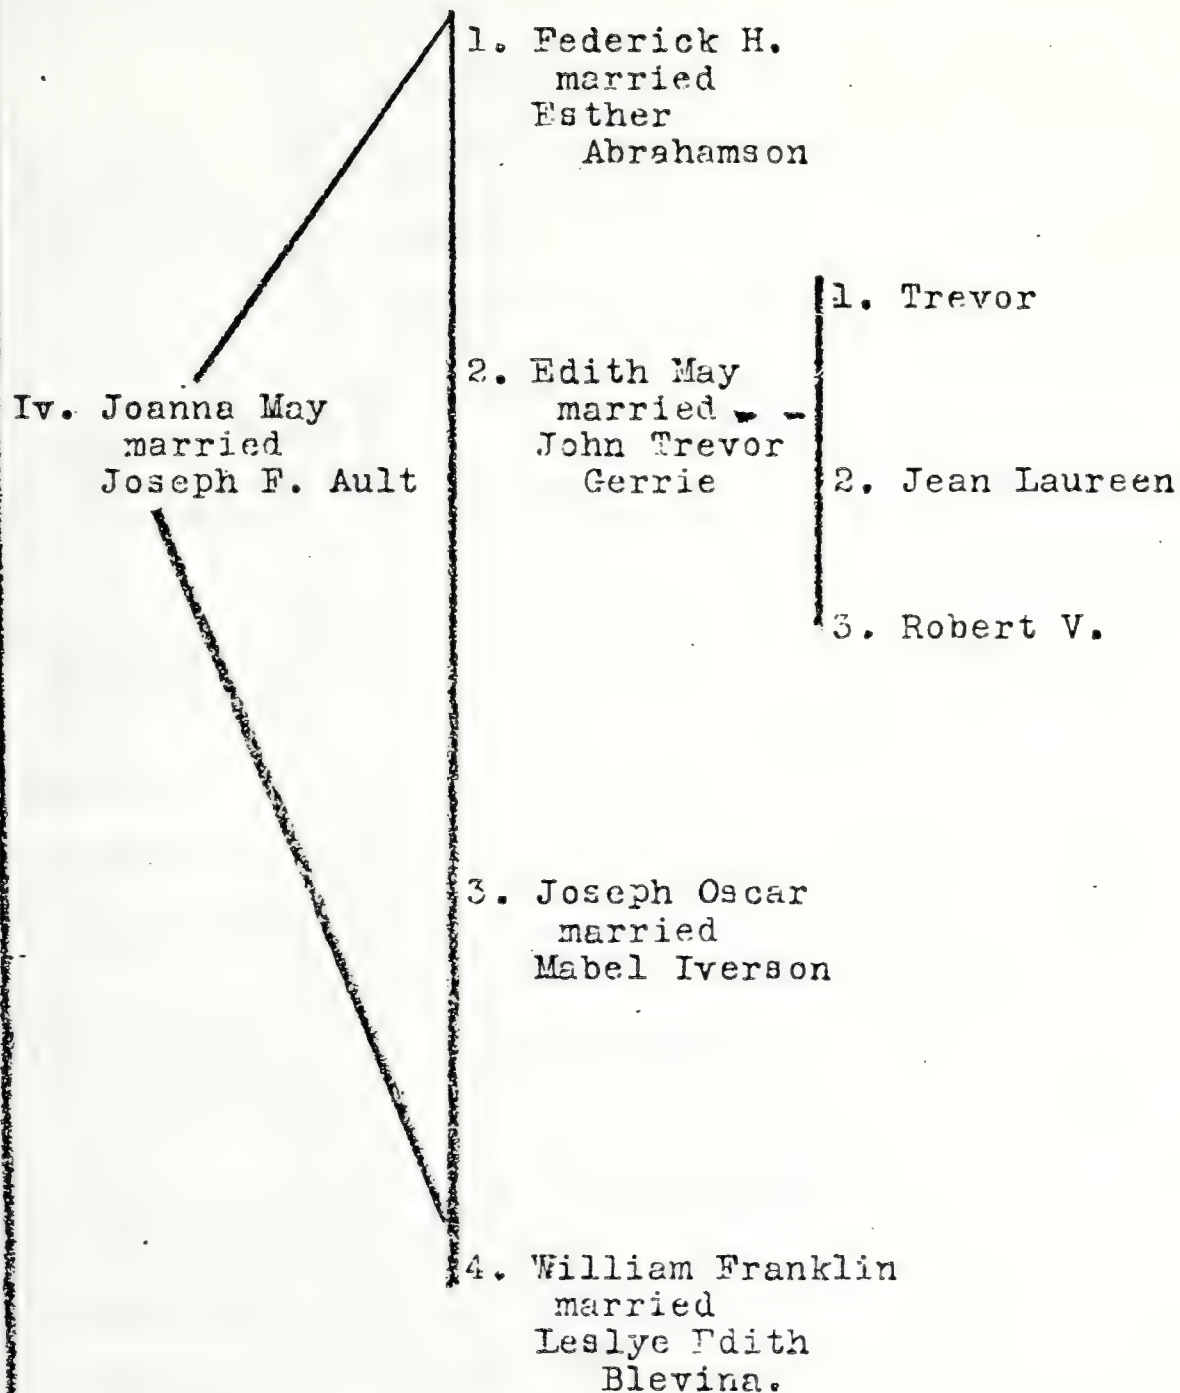 Iv. Joanna May
married
Joseph F. Ault
1. Federick H.
married
Esther
Abrahamson
2. Edith May
married - -
John Trevor
Gerrie
1. Trevor
2. Jean Laureen
3. Robert V.
3. Joseph Oscar
married
Mabel Iverson
4. William Franklin
married
Leslye Edith
Blevina.